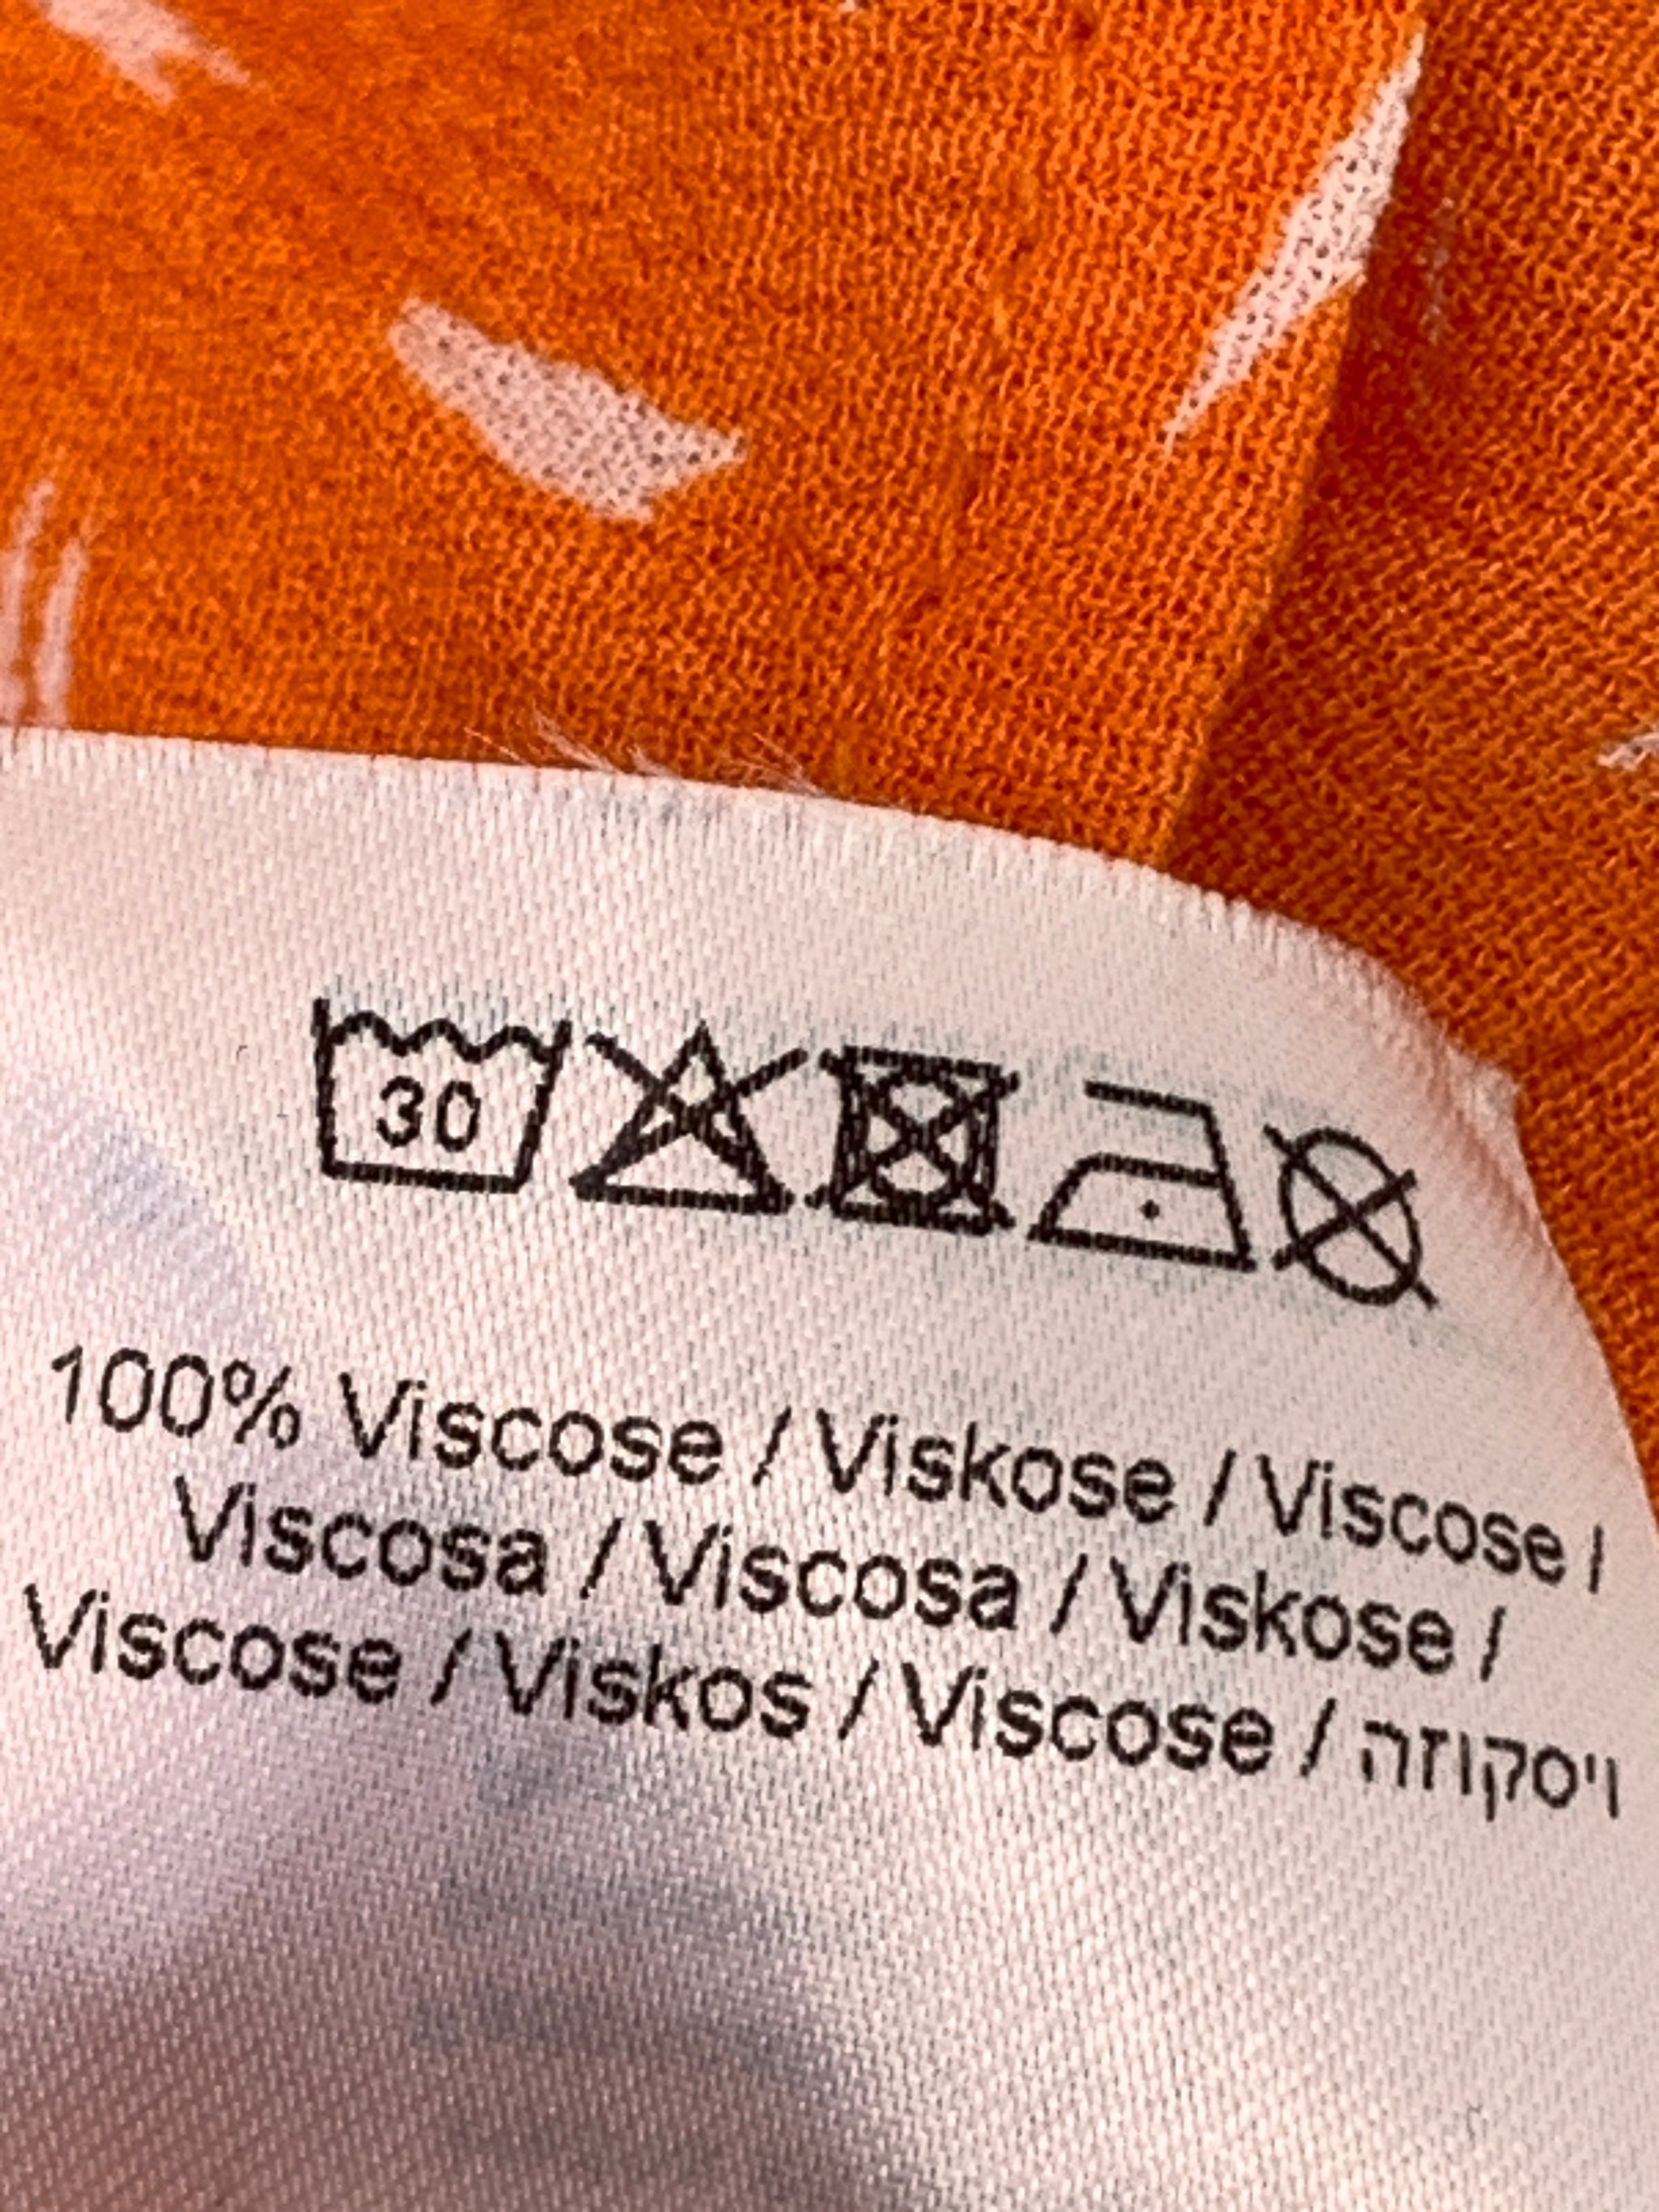 30
100% Viscose / Viskose / Viscose /
Viscosa / Viscosa / Viskose /
Viscose / Viskos / Viscose / ויסקוזה